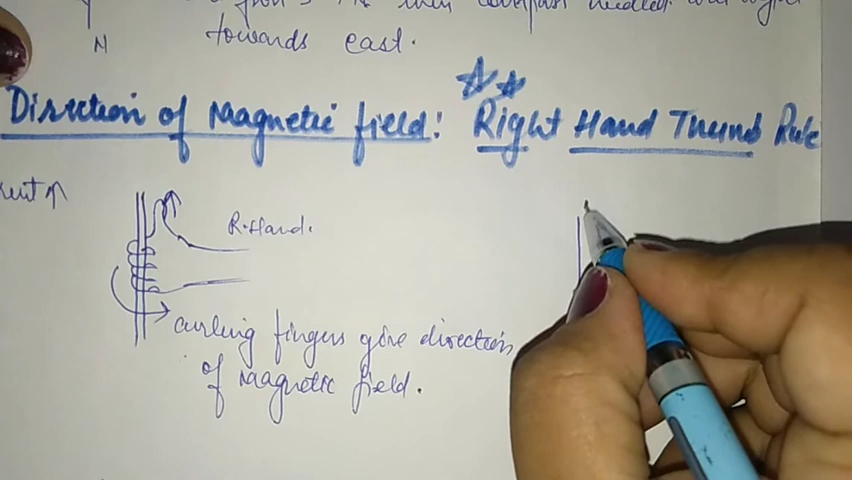 towards east.
N
Direction of Magnetic field: Right Hand Thumb Rule
R.Hand.
curling fingers give direction
of Magnetic field.